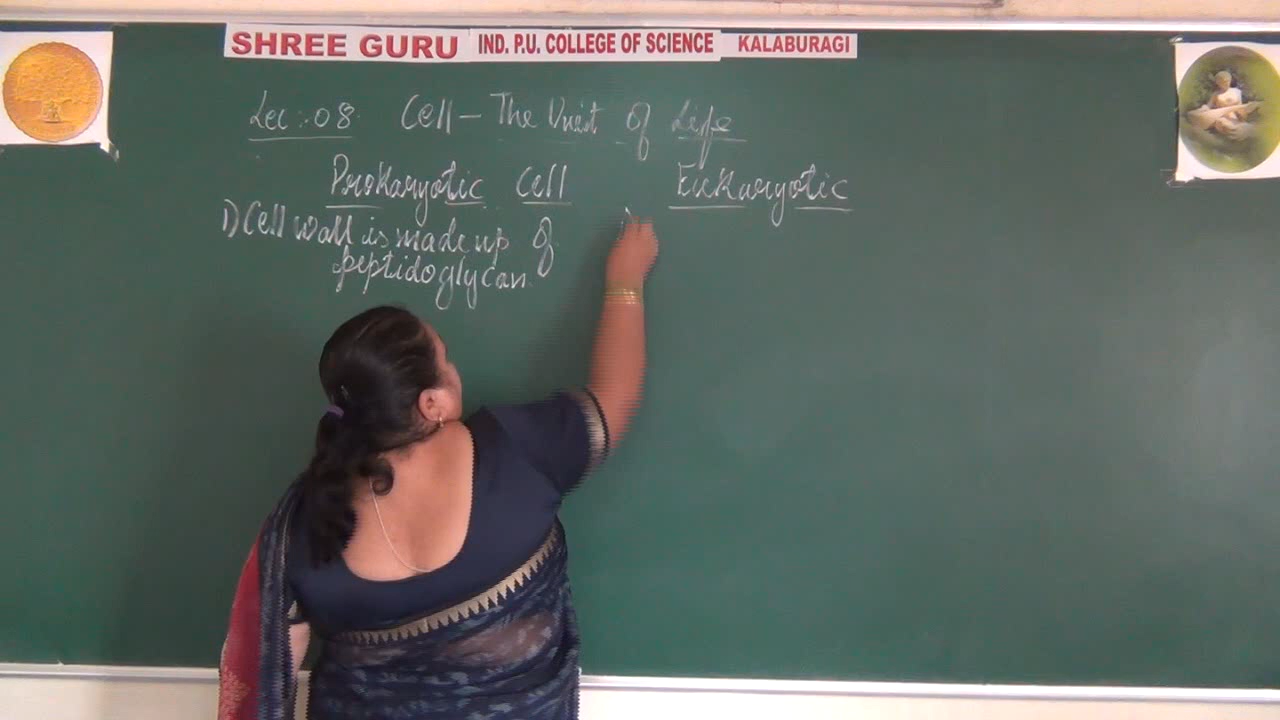 SHREE GURU IND. P.U. COLLEGE OF SCIENCE KALABURAGI
Lec :- 08 Cell – The Unit of Life
Prokaryotic Cell Eukaryotic
1) Cell wall is made up of
peptidoglycan.